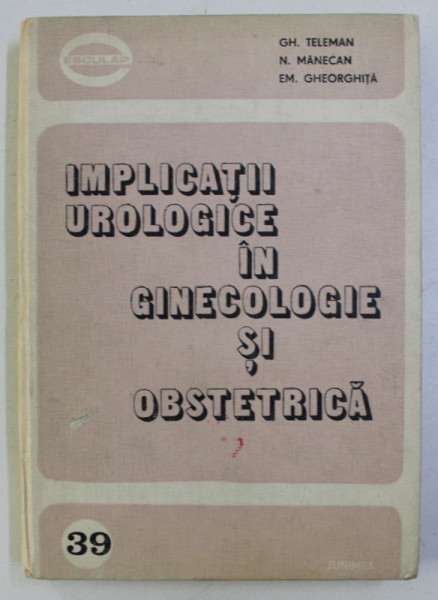 ESCULAP
GH. TELEMAN
N. MĂNECAN
EM. GHEORGHIȚĂ
IMPLICAȚII
UROLOGICE
ÎN
GINECOLOGIE
ȘI
OBSTETRICĂ
39
JUNIMEA